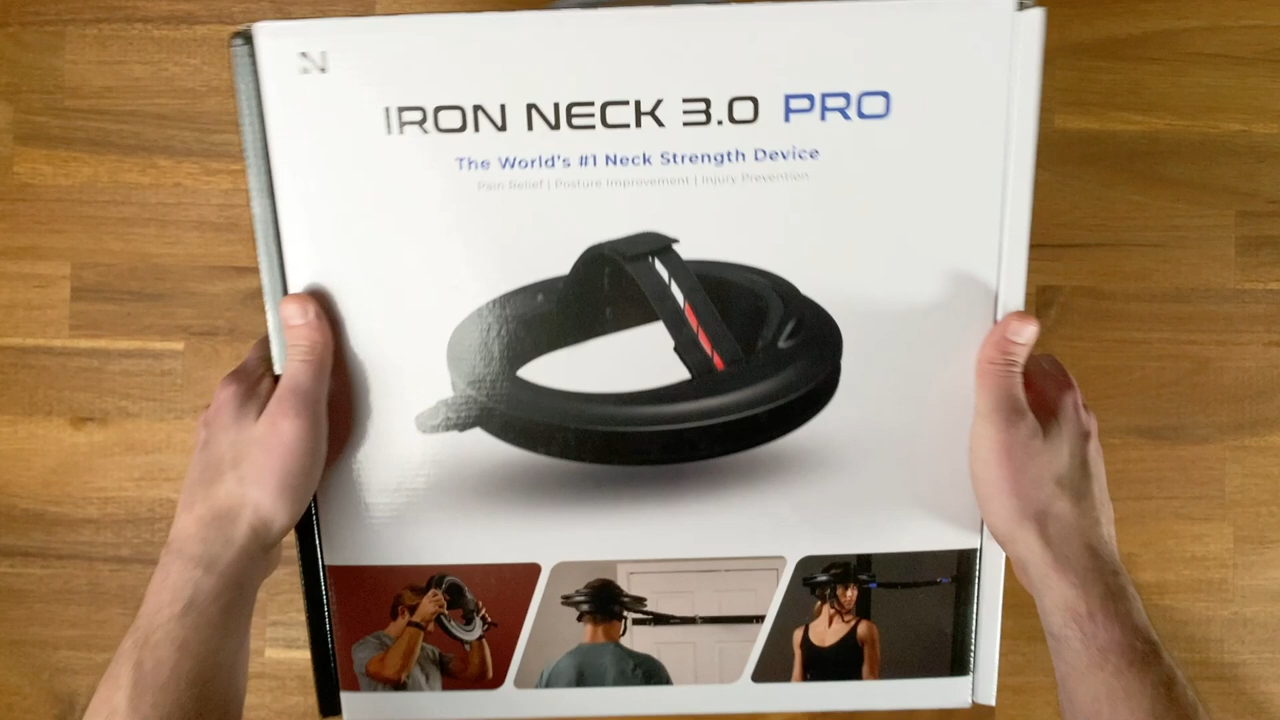 N
IRON NECK 3.0 PRO
The World's #1 Neck Strength Device
Pain Relief | Posture Improvement | Injury Prevention